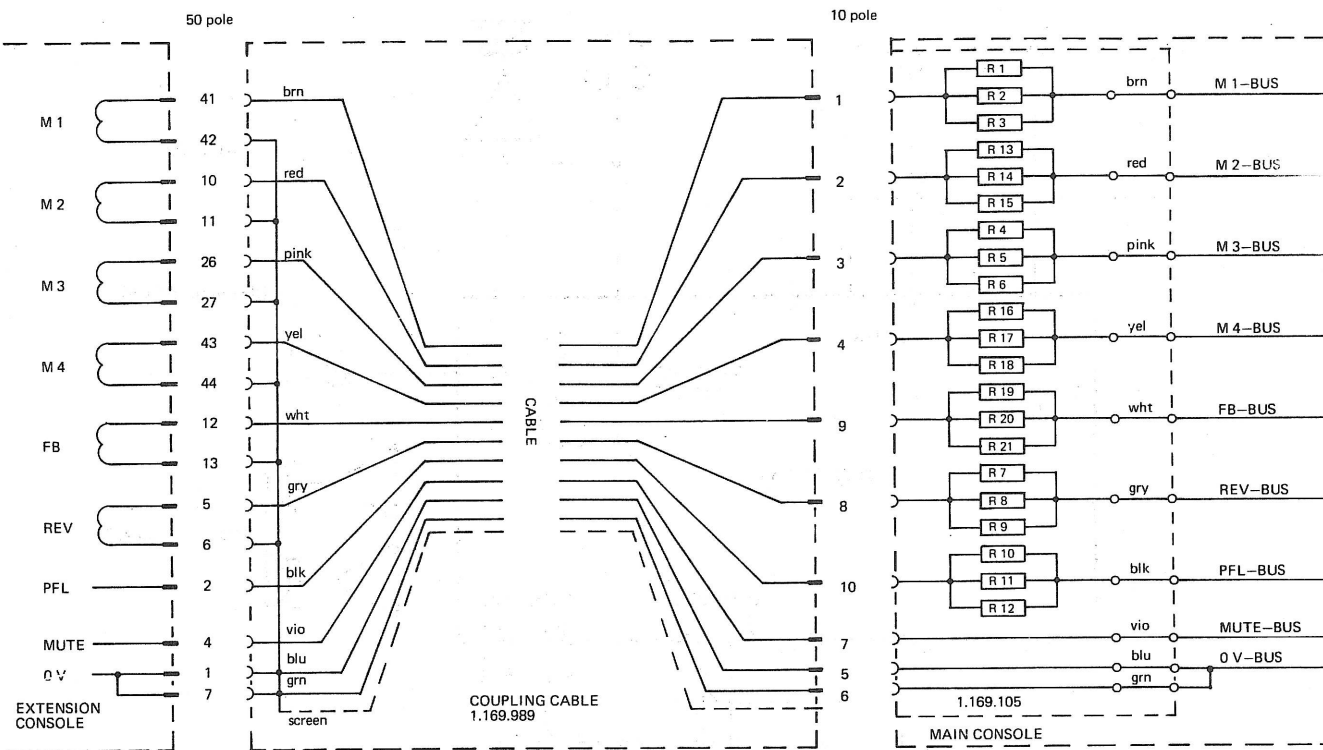 50 pole
10 pole
M 1
41
42
brn
1
R 1
R 2
R 3
brn
M 1-BUS
M 2
10
11
red
2
R 13
R 14
R 15
red
M 2-BUS
M 3
26
27
pink
3
R 4
R 5
R 6
pink
M 3-BUS
M 4
43
44
yel
4
R 16
R 17
R 18
yel
M 4-BUS
FB
12
13
wht
CABLE
9
R 19
R 20
R 21
wht
FB-BUS
REV
5
6
gry
8
R 7
R 8
R 9
gry
REV-BUS
PFL
2
blk
10
R 10
R 11
R 12
blk
PFL-BUS
MUTE
4
vio
7
vio
MUTE-BUS
0 V
1
blu
5
blu
0 V-BUS
7
grn
6
grn
EXTENSION
CONSOLE
screen
COUPLING CABLE
1.169.989
1.169.105
MAIN CONSOLE